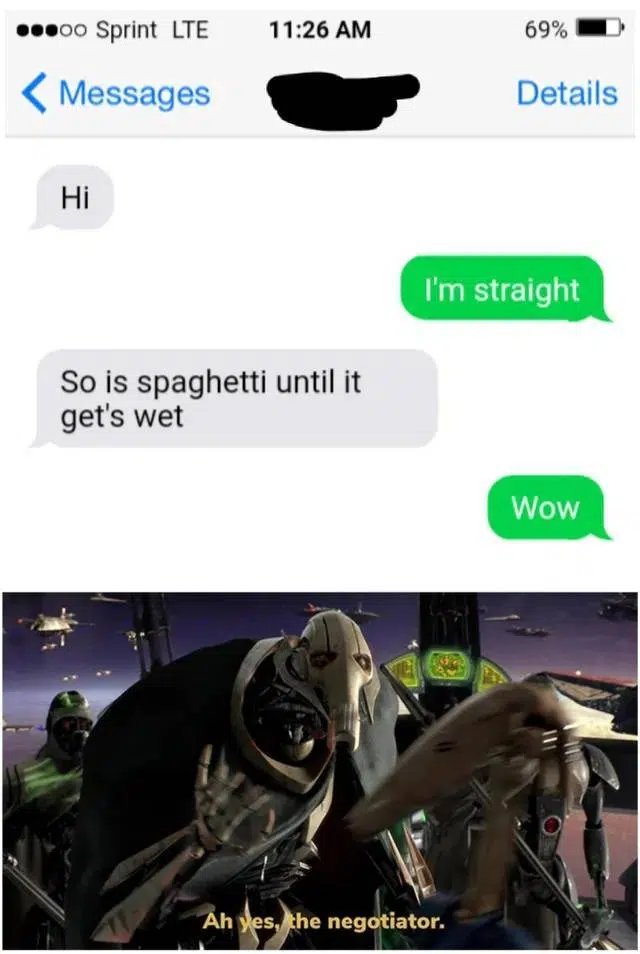 Sprint LTE 11:26 AM 69%
Messages Details
Hi
I'm straight
So is spaghetti until it
get's wet
Wow
Ah yes, the negotiator.